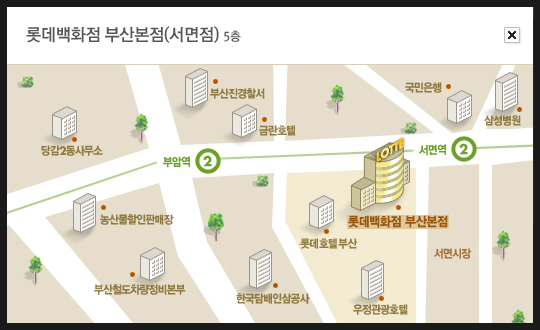 롯데백화점 부산본점(서면점) 5층
부산진경찰서
국민은행
삼성병원
금란호텔
당감2동사무소
부암역 2
서면역 2
LOTTE
농산물할인판매장
롯데백화점 부산본점
롯데호텔부산
서면시장
부산철도차량정비본부
한국담배인삼공사
우정관광호텔